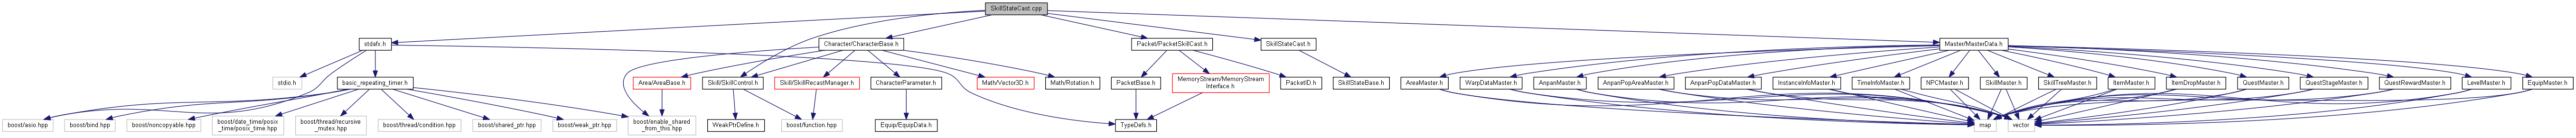 SkillStateCast.cpp
stdafx.h
Character/CharacterBase.h
Packet/PacketSkillCast.h
SkillStateCast.h
Master/MasterData.h
stdio.h
basic_repeating_timer.h
Area/AreaBase.h
Skill/SkillControl.h
Skill/SkillRecastManager.h
CharacterParameter.h
Math/Vector3D.h
Math/Rotation.h
PacketBase.h
MemoryStream/MemoryStream
Interface.h
PacketID.h
SkillStateBase.h
AreaMaster.h
WarpDataMaster.h
AnpanMaster.h
AnpanPopAreaMaster.h
AnpanPopDataMaster.h
InstanceInfoMaster.h
TimeInfoMaster.h
NPCMaster.h
SkillMaster.h
SkillTreeMaster.h
ItemMaster.h
ItemDropMaster.h
QuestMaster.h
QuestStageMaster.h
QuestRewardMaster.h
LevelMaster.h
EquipMaster.h
boost/asio.hpp
boost/bind.hpp
boost/noncopyable.hpp
boost/date_time/posix
_time/posix_time.hpp
boost/thread/recursive
_mutex.hpp
boost/thread/condition.hpp
boost/shared_ptr.hpp
boost/weak_ptr.hpp
boost/enable_shared
_from_this.hpp
WeakPtrDefine.h
boost/function.hpp
Equip/EquipData.h
TypeDefs.h
map
vector